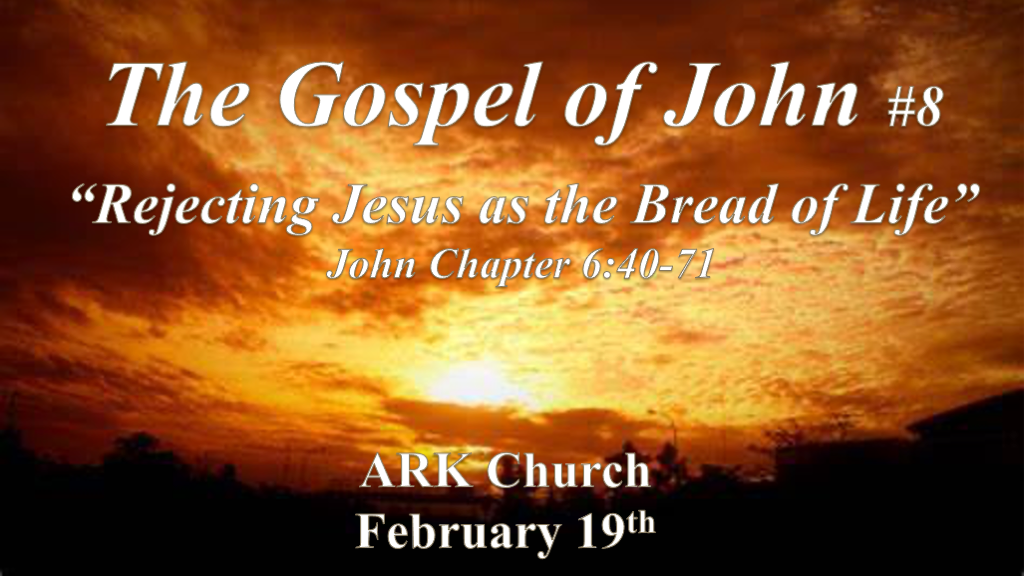 The Gospel of John #8
“Rejecting Jesus as the Bread of Life”
John Chapter 6:40-71
ARK Church
February 19th